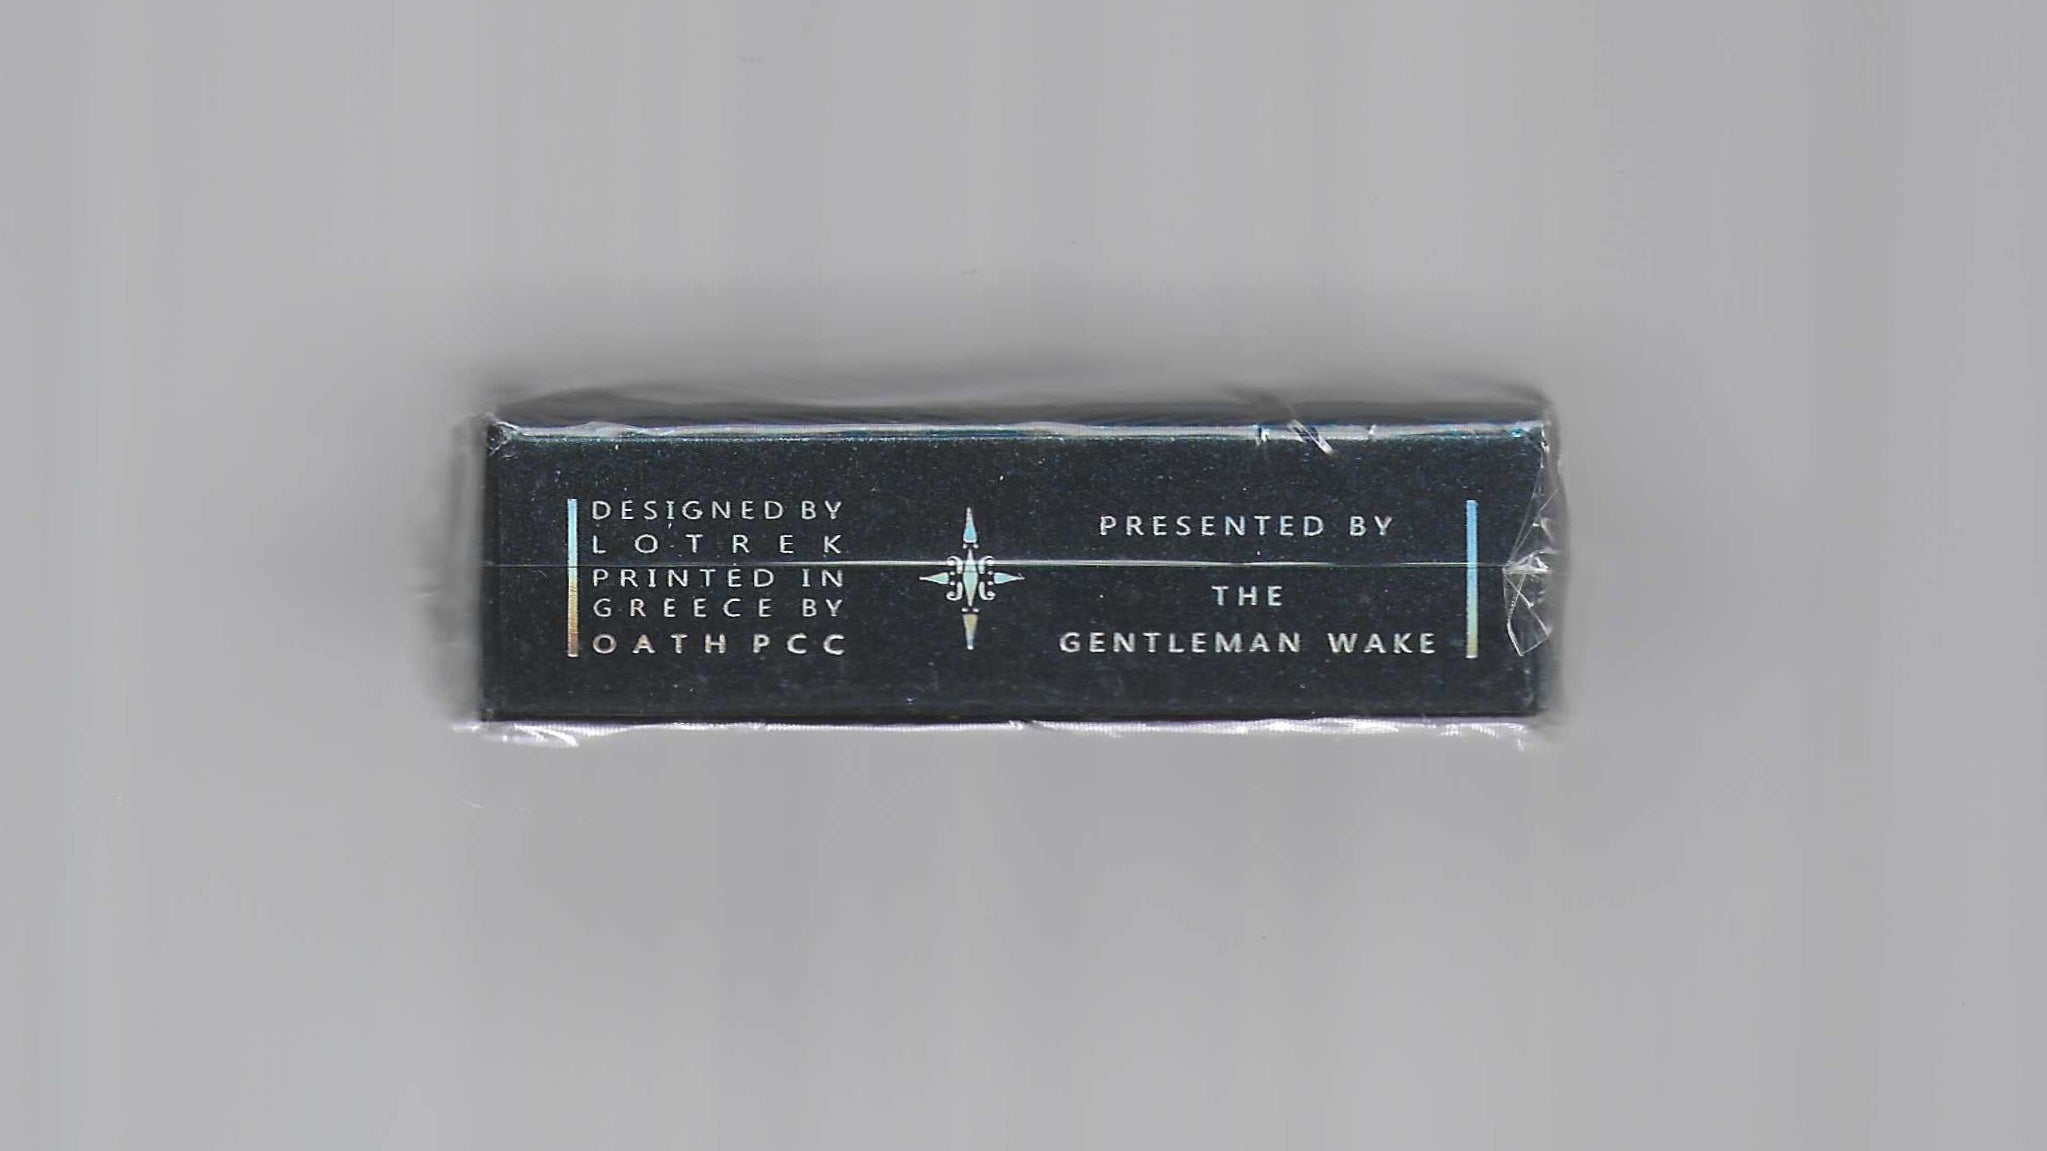 DESIGNED BY
LOTREK
PRINTED IN
GREECE BY
OATH PCC
PRESENTED BY
THE
GENTLEMAN WAKE